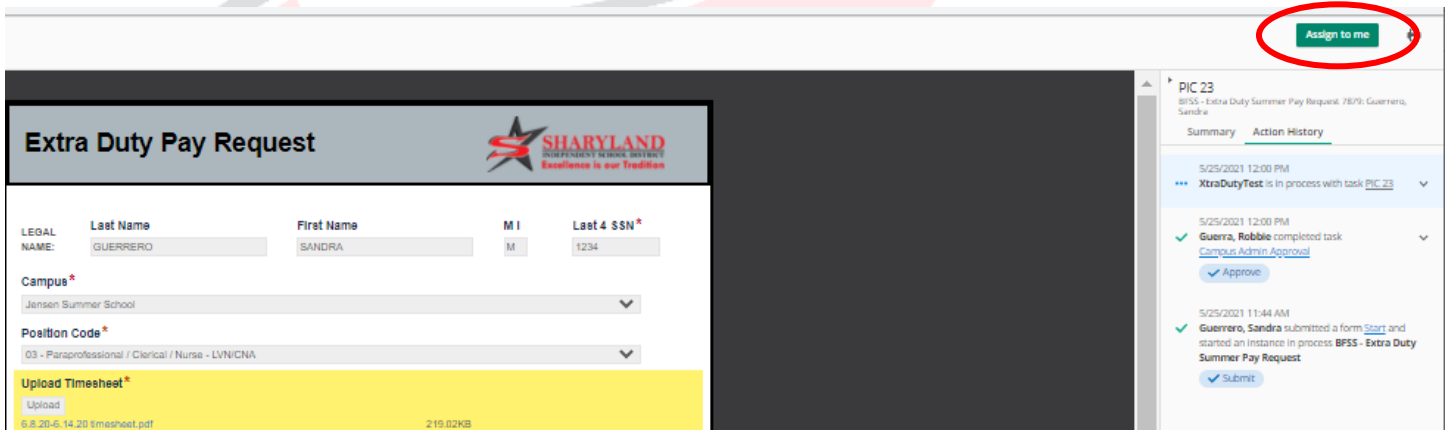 Assign to me
PIC 23
BFSS - Extra Duty Summer Pay Request 7879: Guerrero,
Sandra
Summary Action History
5/25/2021 12:00 PM
XtraDutyTest is in process with task PIC 23
5/25/2021 12:00 PM
Guerra, Robbie completed task
Campus Admin Approval
Approve
5/25/2021 11:44 AM
Guerrero, Sandra submitted a form Start and
started an instance in process BFSS - Extra Duty
Summer Pay Request
Submit
Extra Duty Pay Request
SHARYLAND
INDEPENDENT SCHOOL DISTRICT
Excellence is our Tradition
LEGAL
NAME:
Last Name First Name M I Last 4 SSN*
GUERRERO SANDRA M 1234
Campus*
Jensen Summer School
Position Code*
03 - Paraprofessional / Clerical / Nurse - LVN/CNA
Upload Timesheet*
Upload
6.8.20-6.14.20 timesheet.pdf 219.02KB